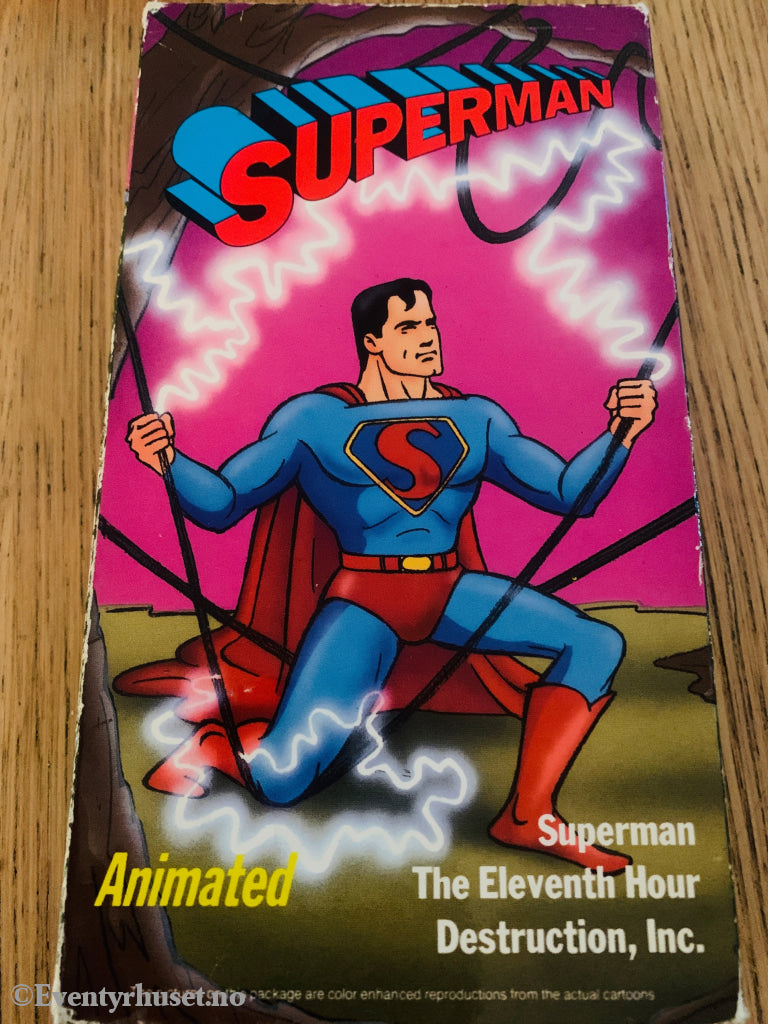 SUPERMAN
S
Animated
Superman
The Eleventh Hour
Destruction, Inc.
package are color enhanced reproductions from the actual cartoons
©Eventyrhuset.no